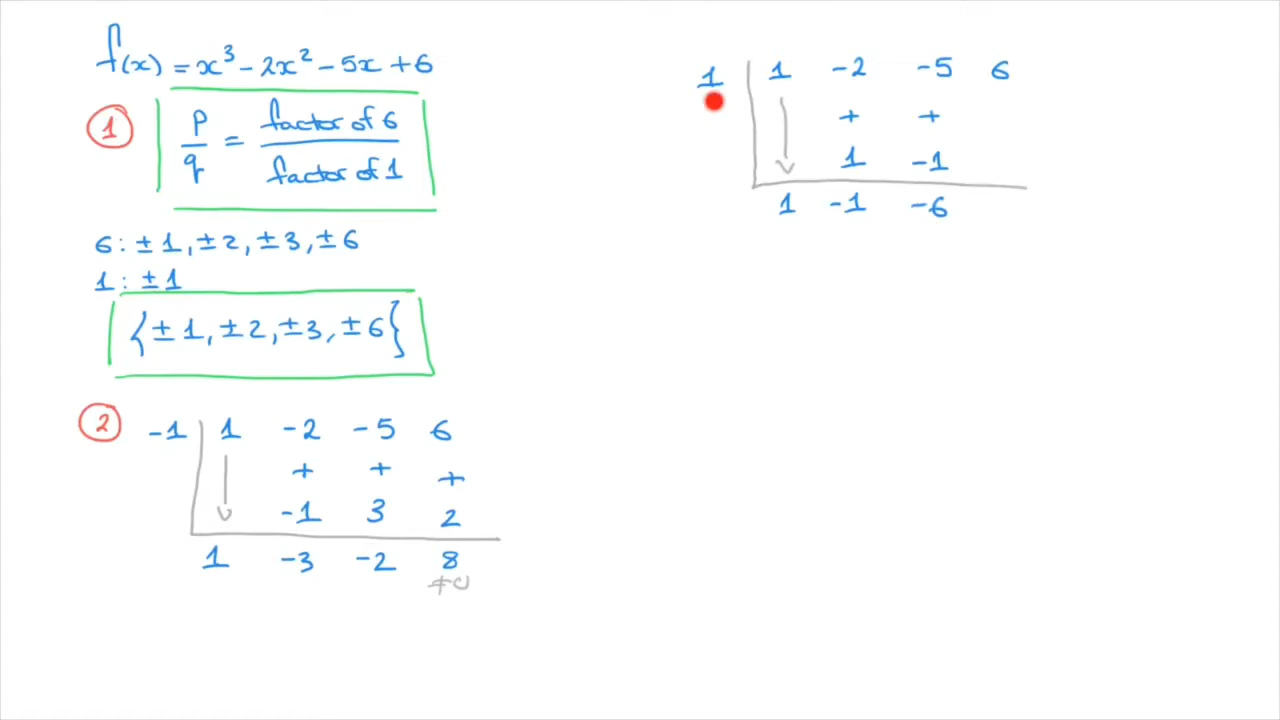 f(x) = x³ - 2x² - 5x + 6
1
p/q = factor of 6 / factor of 1
6 : ± 1, ± 2, ± 3, ± 6
1 : ± 1
{± 1, ± 2, ± 3, ± 6}
2
-1 | 1 -2 -5 6
+ + +
-1 3 2
1 -3 -2 8
≠0
1 | 1 -2 -5 6
+ +
1 -1
1 -1 -6